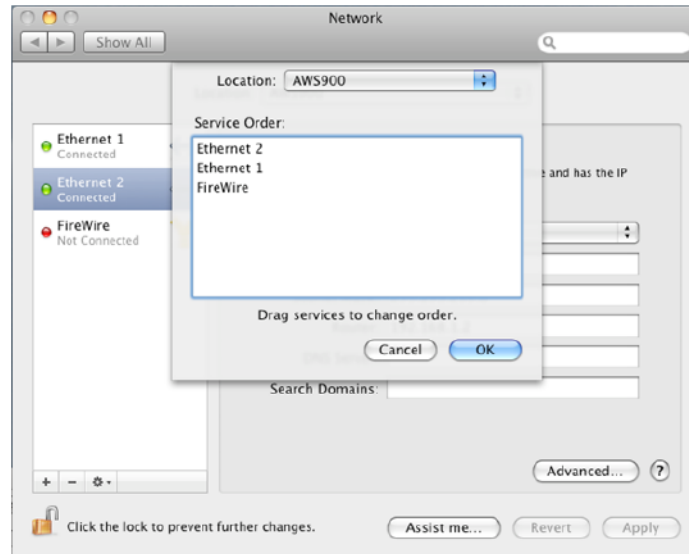 Network
Show All
Location: AWS900
Service Order:
Ethernet 2
Ethernet 1
FireWire
Drag services to change order.
Cancel
OK
Ethernet 1
Connected
Ethernet 2
Connected
FireWire
Not Connected
and has the IP
Search Domains:
Advanced...
?
Click the lock to prevent further changes.
Assist me...
Revert
Apply